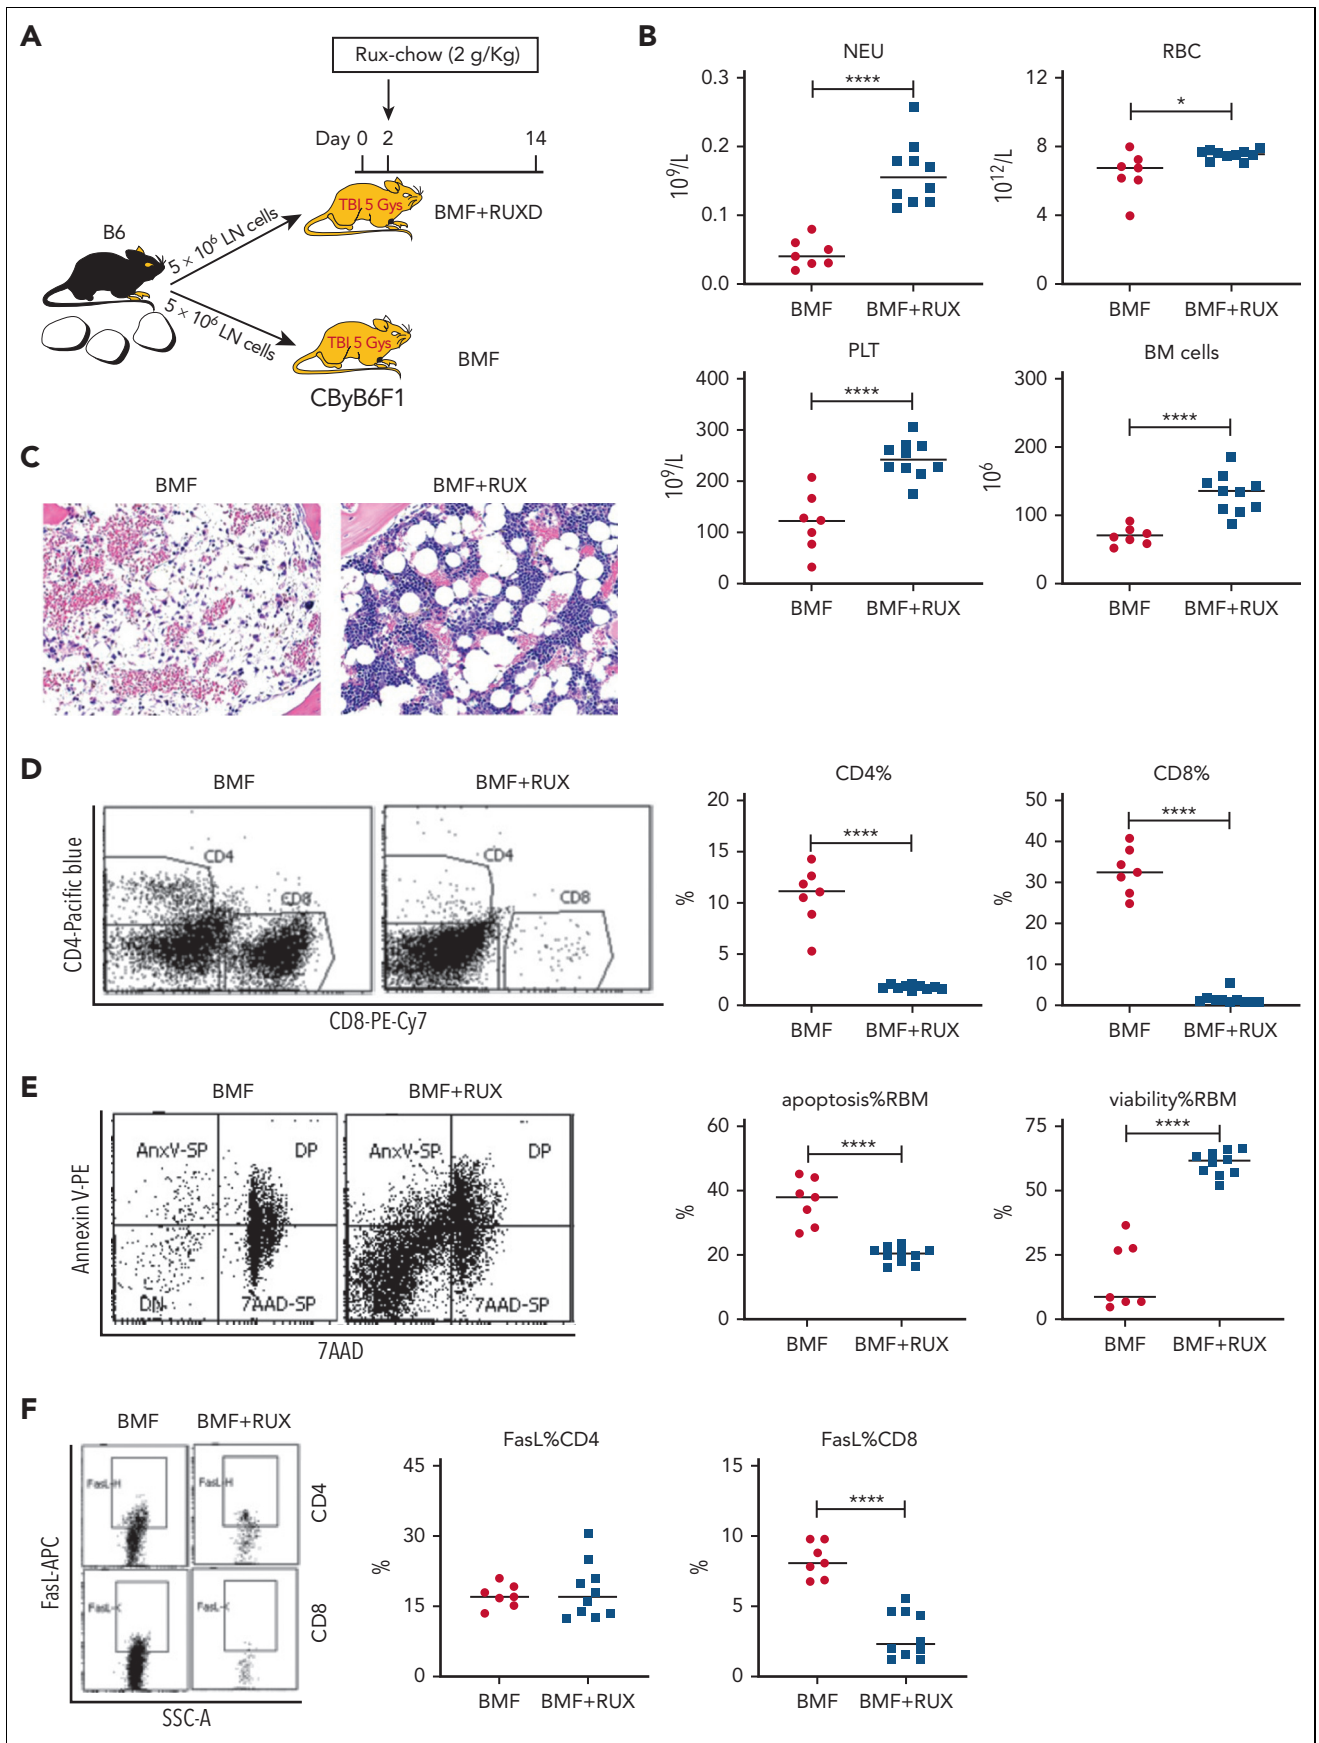 A
Rux-chow (2 g/Kg)
Day 0 2 14
TBI 5 Gys
BMF+RUXD
B6
5 × 10⁶ LN cells
5 × 10⁶ LN cells
TBI 5 Gys
BMF
CByB6F1
B
NEU
****
0.3
0.2
0.1
0.0
10⁹/L
BMF BMF+RUX
RBC
*
12
8
4
0
10¹²/L
BMF BMF+RUX
PLT
****
400
300
200
100
0
10⁹/L
BMF BMF+RUX
BM cells
****
300
200
100
0
10⁶
BMF BMF+RUX
C
BMF BMF+RUX
D
BMF BMF+RUX
CD4-Pacific blue
CD4
CD8
CD4
CD8
CD8-PE-Cy7
CD4%
****
20
15
10
5
0
%
BMF BMF+RUX
CD8%
****
50
40
30
20
10
0
%
BMF BMF+RUX
E
BMF BMF+RUX
Annexin V-PE
AnxV-SP DP
DN 7AAD-SP
AnxV-SP DP
7AAD-SP
7AAD
apoptosis%RBM
****
60
40
20
0
%
BMF BMF+RUX
viability%RBM
****
75
50
25
0
%
BMF BMF+RUX
F
BMF BMF+RUX
FasL-APC
FasL-H
FasL-H
CD4
CD8
SSC-A
FasL%CD4
45
30
15
0
%
BMF BMF+RUX
FasL%CD8
****
15
10
5
0
%
BMF BMF+RUX